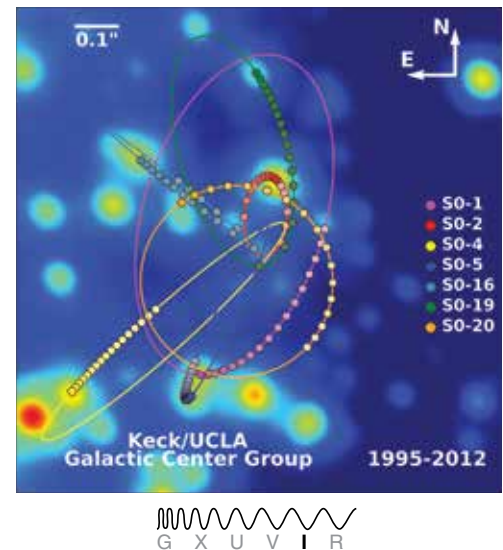 0.1"
N
E
S0-1
S0-2
S0-4
S0-5
S0-16
S0-19
S0-20
Keck/UCLA
Galactic Center Group
1995-2012
G X U V I R